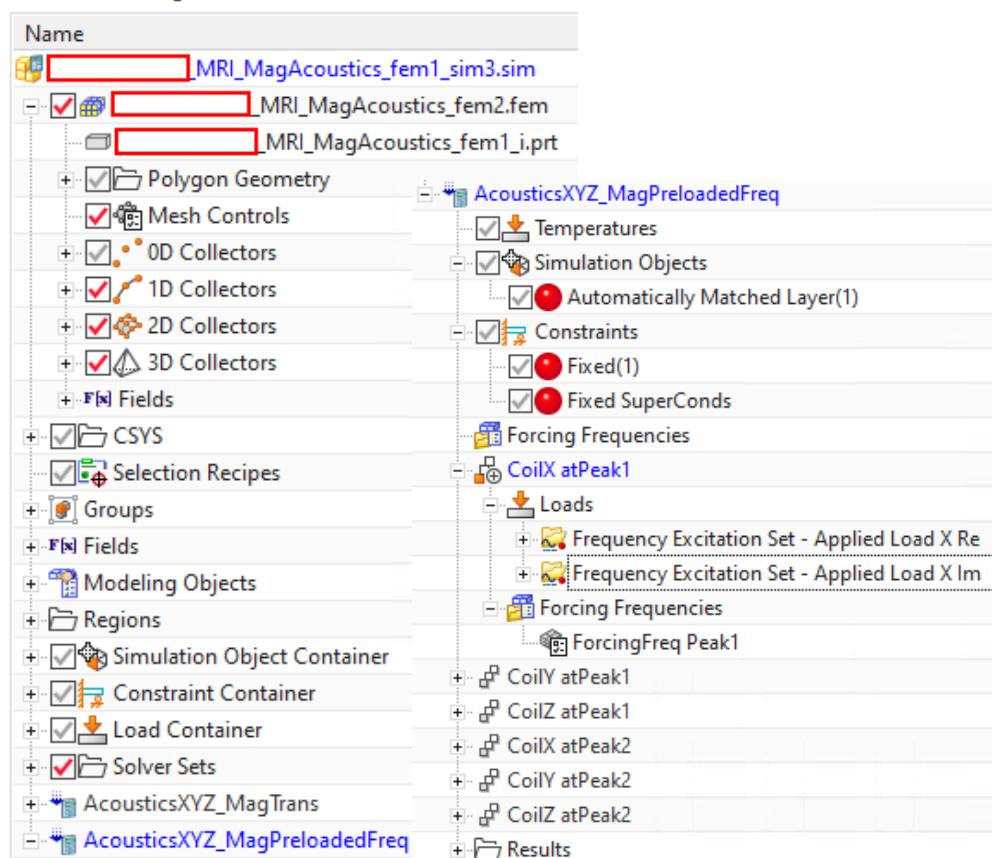 Name
_MRI_MagAcoustics_fem1_sim3.sim
_MRI_MagAcoustics_fem2.fem
_MRI_MagAcoustics_fem1_i.prt
Polygon Geometry
Mesh Controls
0D Collectors
1D Collectors
2D Collectors
3D Collectors
F[x] Fields
CSYS
Selection Recipes
Groups
F[x] Fields
Modeling Objects
Regions
Simulation Object Container
Constraint Container
Load Container
Solver Sets
AcousticsXYZ_MagTrans
AcousticsXYZ_MagPreloadedFreq
AcousticsXYZ_MagPreloadedFreq
Temperatures
Simulation Objects
Automatically Matched Layer(1)
Constraints
Fixed(1)
Fixed SuperConds
Forcing Frequencies
CoilX atPeak1
Loads
Frequency Excitation Set - Applied Load X Re
Frequency Excitation Set - Applied Load X Im
Forcing Frequencies
ForcingFreq Peak1
CoilY atPeak1
CoilZ atPeak1
CoilX atPeak2
CoilY atPeak2
CoilZ atPeak2
Results